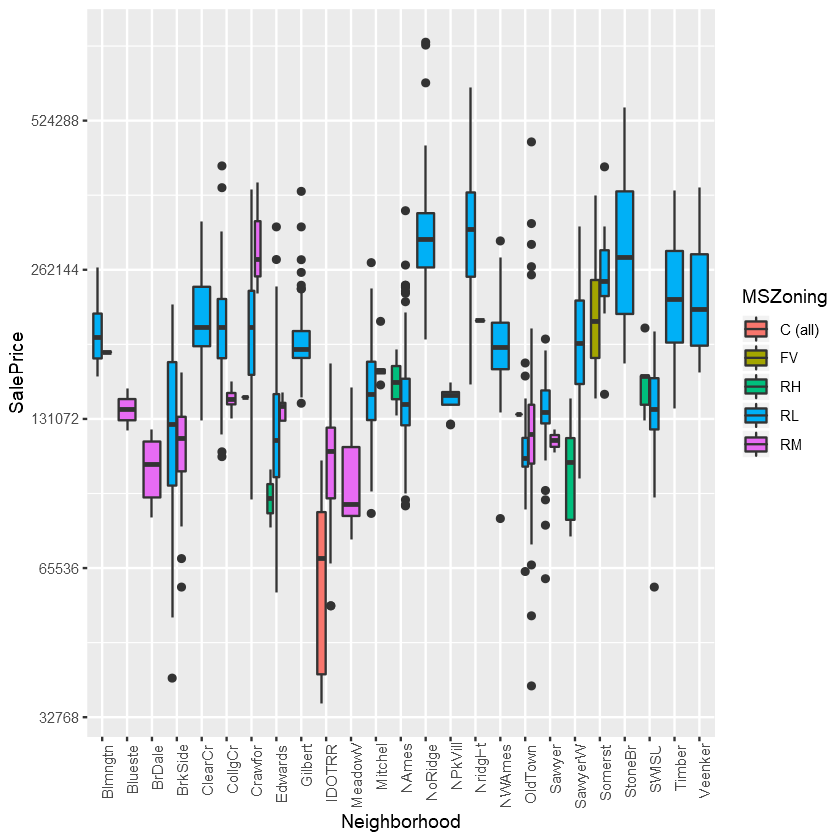 SalePrice
524288
262144
131072
65536
32768
Blmngtn
Blueste
BrDale
BrkSide
ClearCr
CollgCr
Crawfor
Edwards
Gilbert
IDOTRR
MeadowV
Mitchel
NAmes
NoRidge
NPkVill
NridgHt
NWAmes
OldTown
Sawyer
SawyerW
Somerst
StoneBr
SWISU
Timber
Veenker
Neighborhood
MSZoning
C (all)
FV
RH
RL
RM